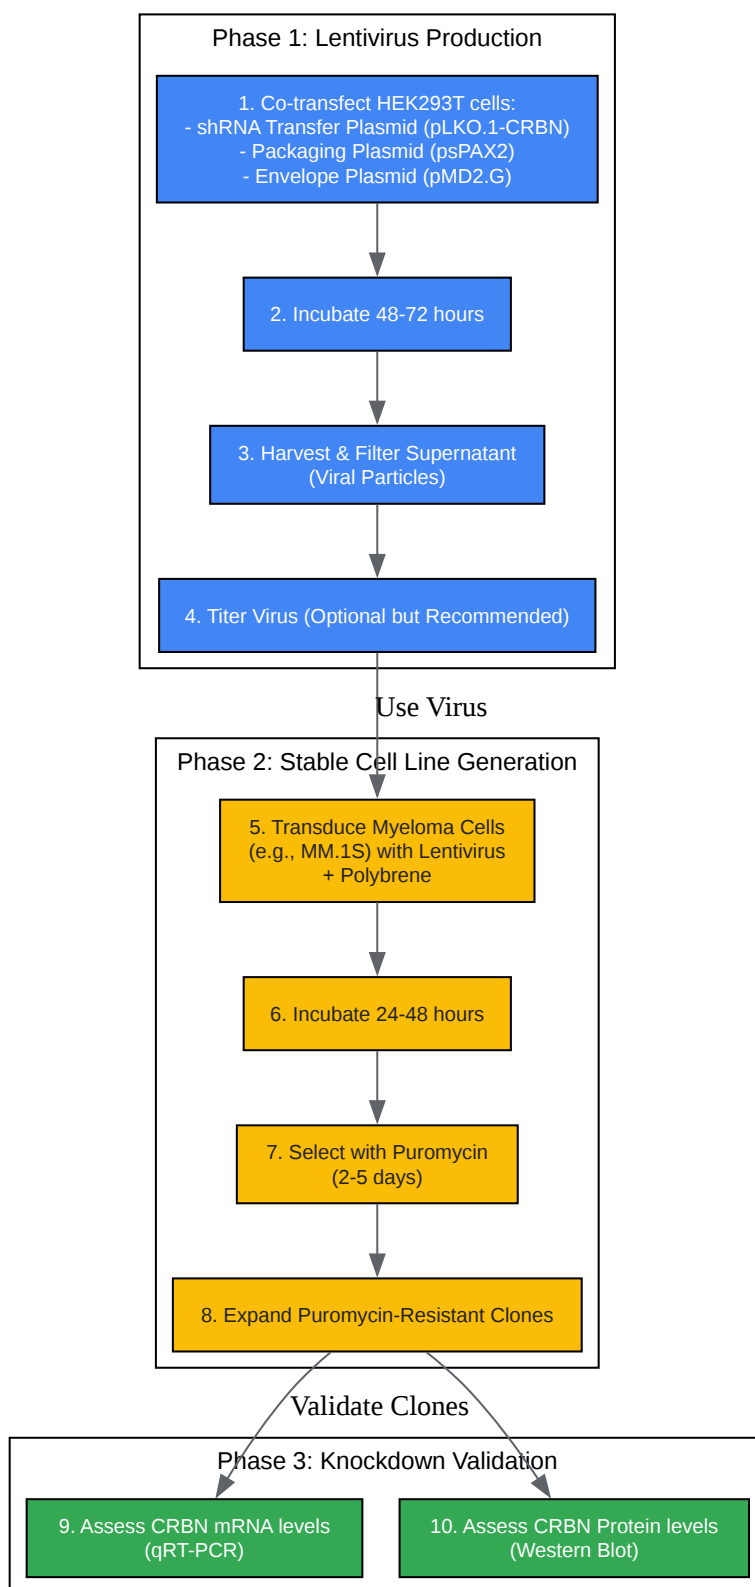 Phase 1: Lentivirus Production
1. Co-transfect HEK293T cells:
- shRNA Transfer Plasmid (pLKO.1-CRBN)
- Packaging Plasmid (psPAX2)
- Envelope Plasmid (pMD2.G)
2. Incubate 48-72 hours
3. Harvest & Filter Supernatant
(Viral Particles)
4. Titer Virus (Optional but Recommended)
Use Virus
Phase 2: Stable Cell Line Generation
5. Transduce Myeloma Cells
(e.g., MM.1S) with Lentivirus
+ Polybrene
6. Incubate 24-48 hours
7. Select with Puromycin
(2-5 days)
8. Expand Puromycin-Resistant Clones
Validate Clones
Phase 3: Knockdown Validation
9. Assess CRBN mRNA levels
(qRT-PCR)
10. Assess CRBN Protein levels
(Western Blot)